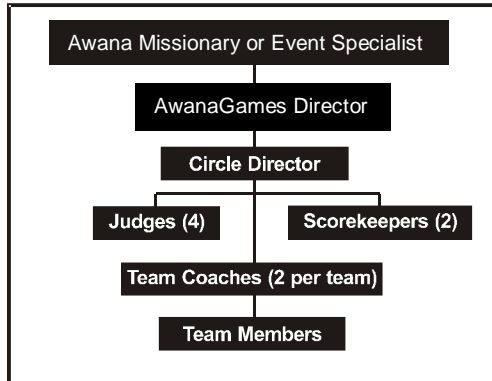 Awana Missionary or Event Specialist
AwanaGames Director
Circle Director
Judges (4)
Scorekeepers (2)
Team Coaches (2 per team)
Team Members